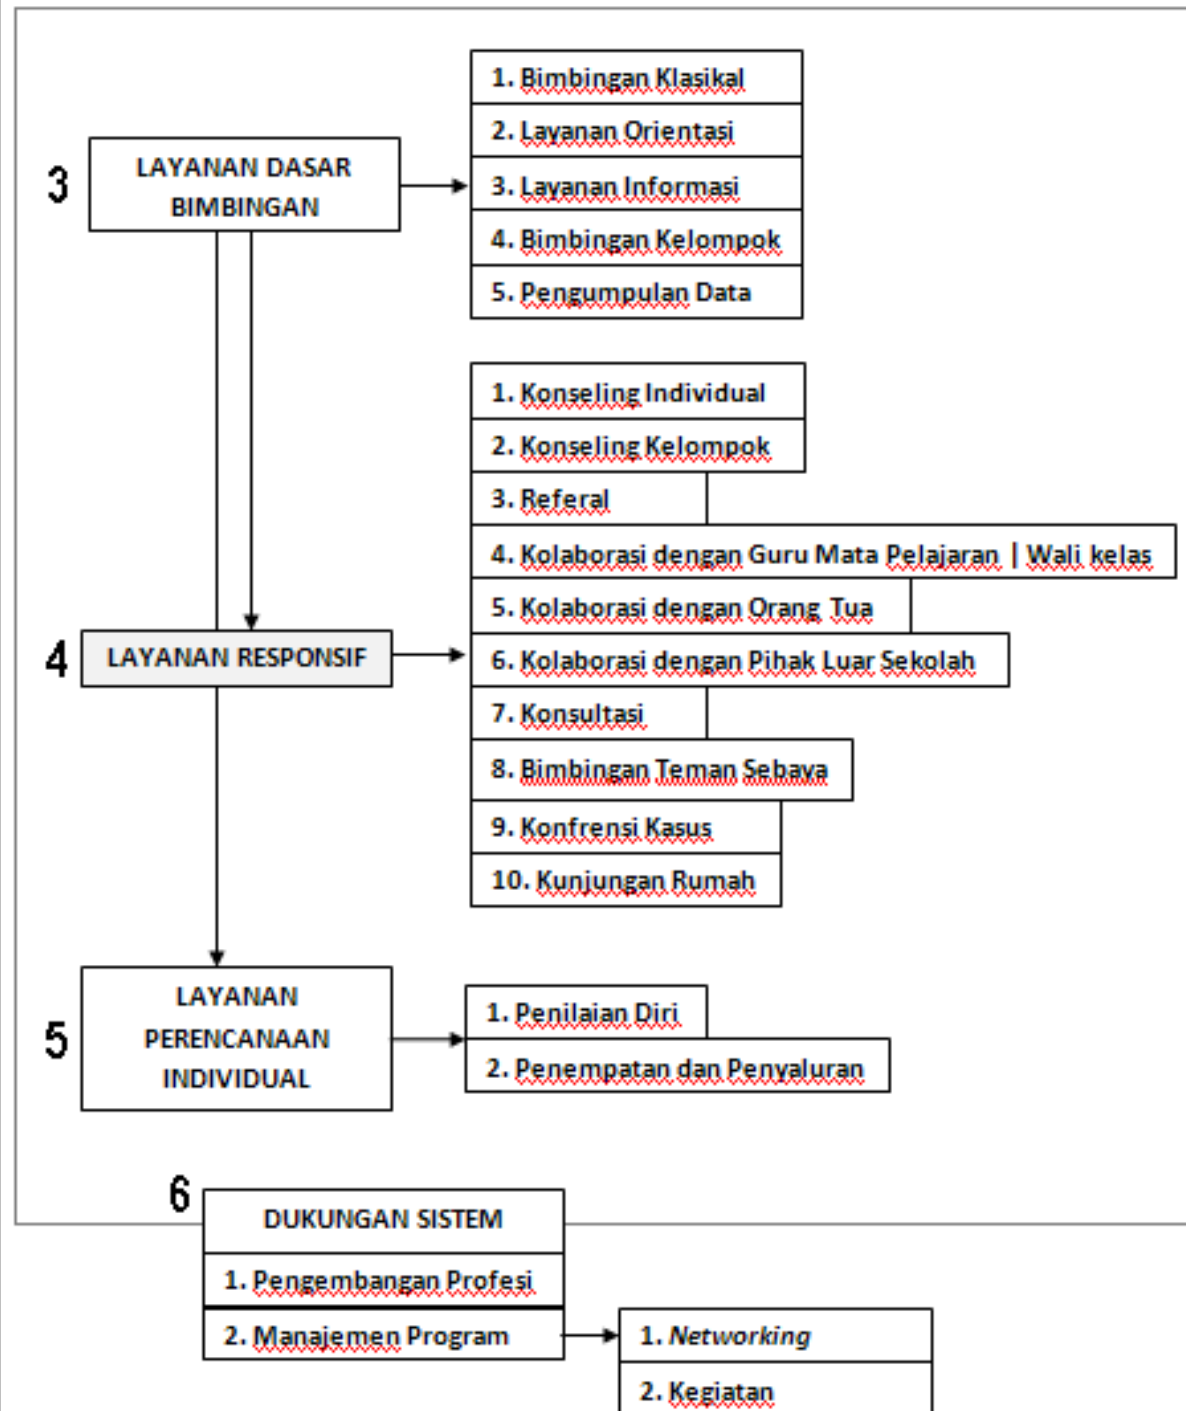 3
LAYANAN DASAR
BIMBINGAN
1. Bimbingan Klasikal
2. Layanan Orientasi
3. Layanan Informasi
4. Bimbingan Kelompok
5. Pengumpulan Data
4
LAYANAN RESPONSIF
1. Konseling Individual
2. Konseling Kelompok
3. Referal
4. Kolaborasi dengan Guru Mata Pelajaran | Wali kelas
5. Kolaborasi dengan Orang Tua
6. Kolaborasi dengan Pihak Luar Sekolah
7. Konsultasi
8. Bimbingan Teman Sebaya
9. Konfrensi Kasus
10. Kunjungan Rumah
5
LAYANAN
PERENCANAAN
INDIVIDUAL
1. Penilaian Diri
2. Penempatan dan Penyaluran
6
DUKUNGAN SISTEM
1. Pengembangan Profesi
2. Manajemen Program
1. Networking
2. Kegiatan